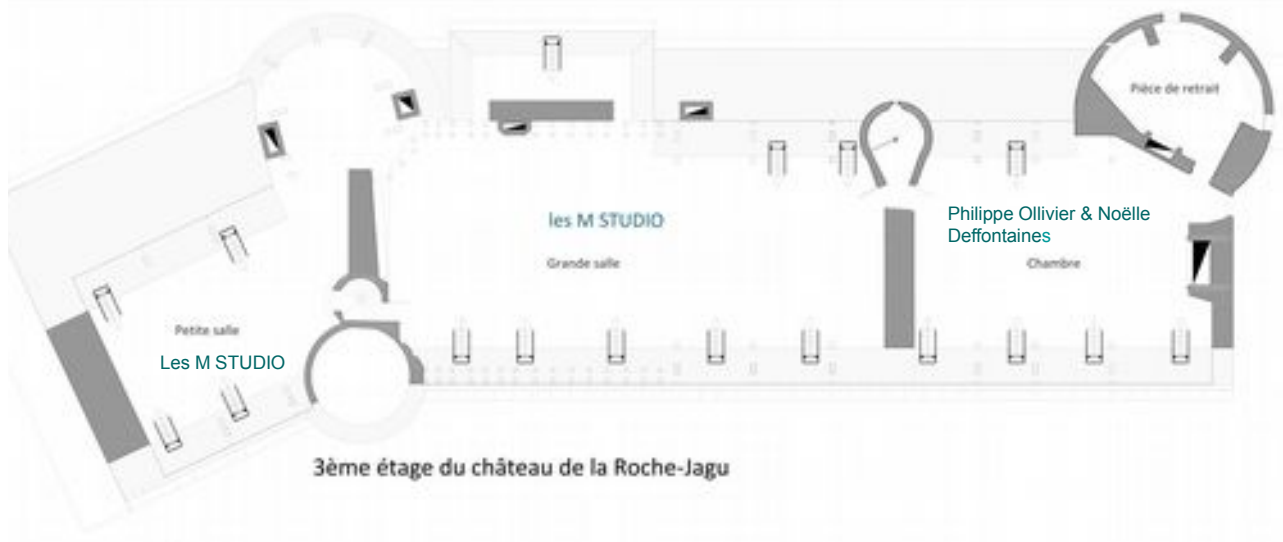 Pièce de retrait
les M STUDIO
Philippe Ollivier & Noëlle
Deffontaines
Grande salle
Chambre
Petite salle
Les M STUDIO
3ème étage du château de la Roche-Jagu